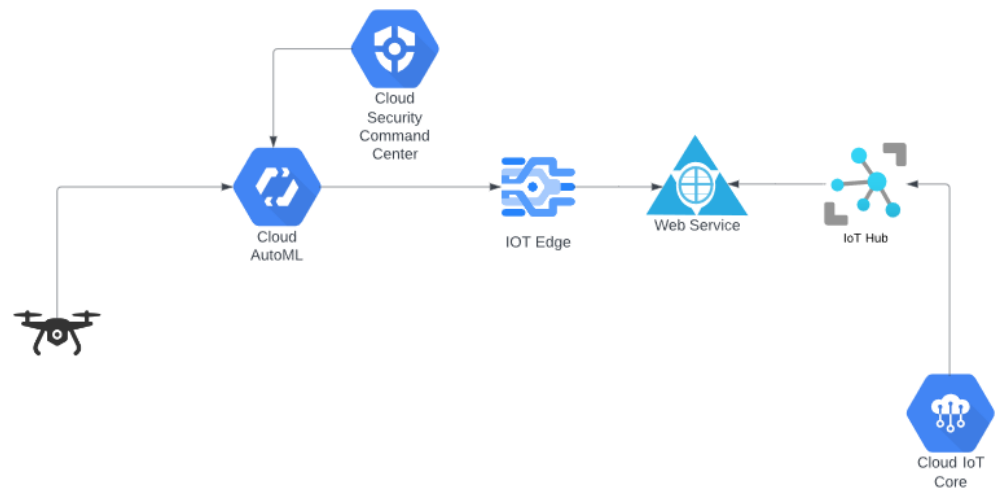 Cloud
Security
Command
Center
Cloud
AutoML
IOT Edge
Web Service
IoT Hub
Cloud IoT
Core